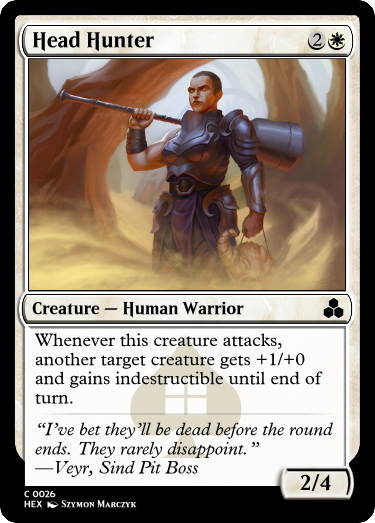 Head Hunter 2
Creature — Human Warrior
Whenever this creature attacks,
another target creature gets +1/+0
and gains indestructible until end of
turn.
“I’ve bet they’ll be dead before the round
ends. They rarely disappoint.”
—Veyr, Sind Pit Boss
2/4
C 0026
HEX Szymon Marczyk